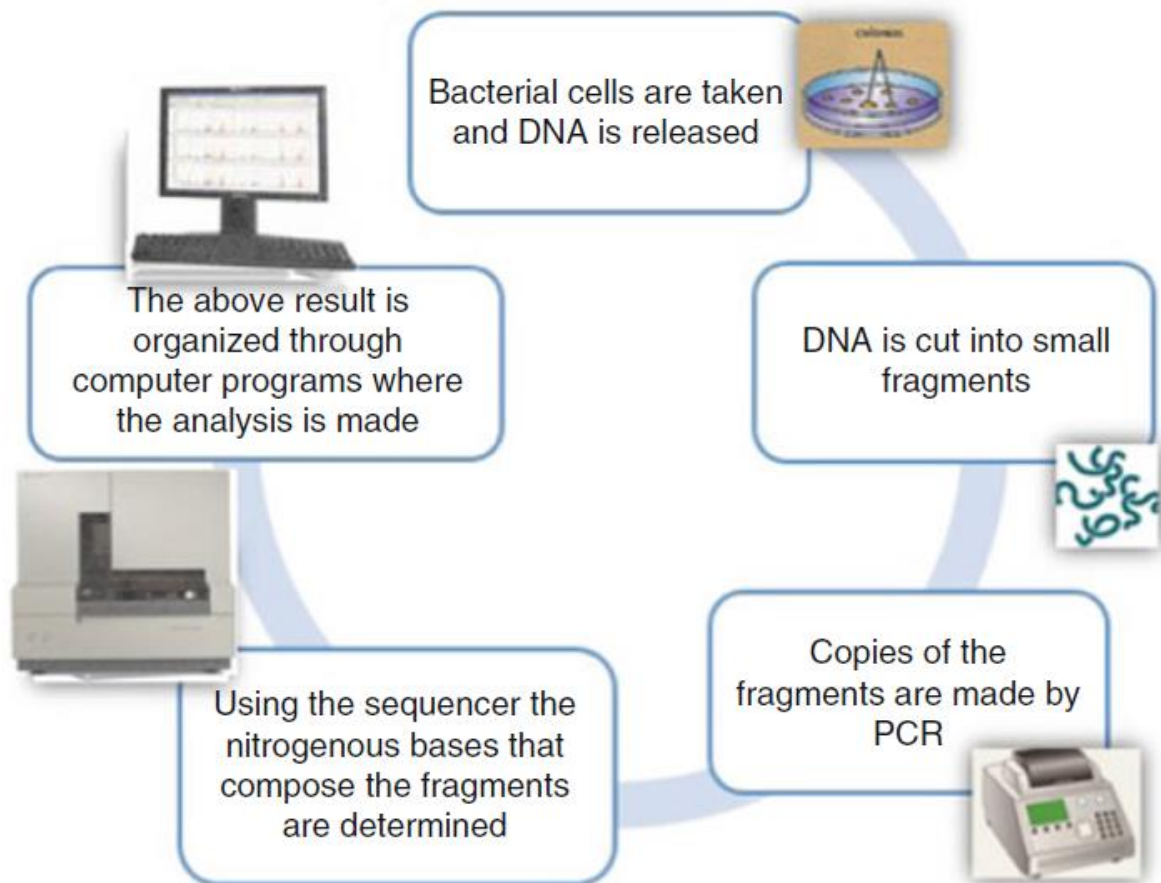 colonies
Bacterial cells are taken
and DNA is released
DNA is cut into small
fragments
Copies of the
fragments are made by
PCR
Using the sequencer the
nitrogenous bases that
compose the fragments
are determined
The above result is
organized through
computer programs where
the analysis is made